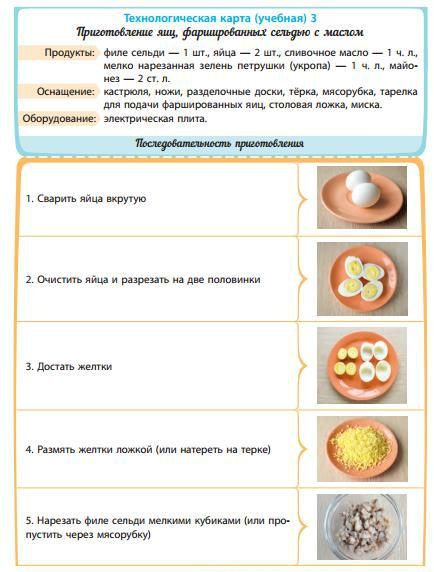 Технологическая карта (учебная) 3
Приготовление яиц, фаршированных сельдью с маслом
Продукты: филе сельди — 1 шт., яйца — 2 шт., сливочное масло — 1 ч. л.,
мелко нарезанная зелень петрушки (укропа) — 1 ч. л., майо-
нез — 2 ст. л.
Оснащение: кастрюля, ножи, разделочные доски, тёрка, мясорубка, тарелка
для подачи фаршированных яиц, столовая ложка, миска.
Оборудование: электрическая плита.
Последовательность приготовления
1. Сварить яйца вкрутую
2. Очистить яйца и разрезать на две половинки
3. Достать желтки
4. Размять желтки ложкой (или натереть на терке)
5. Нарезать филе сельди мелкими кубиками (или про-
пустить через мясорубку)